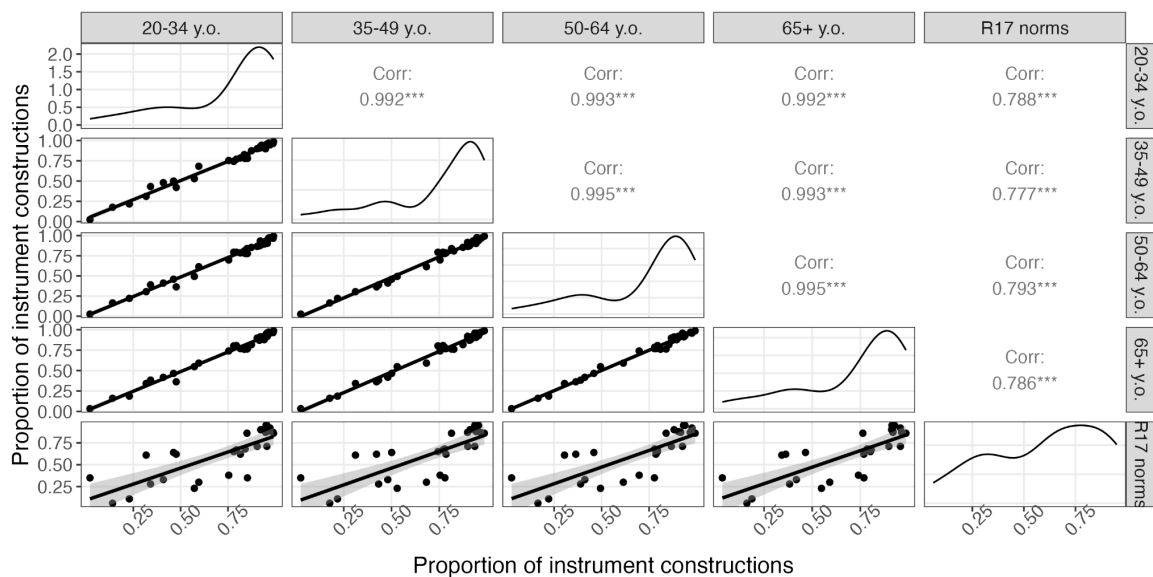 20-34 y.o. 35-49 y.o. 50-64 y.o. 65+ y.o. R17 norms
Proportion of instrument constructions
Proportion of instrument constructions
2.0
1.5
1.0
0.5
0.0
Corr:
0.992***
Corr:
0.993***
Corr:
0.992***
Corr:
0.788***
20-34 y.o.
1.00
0.75
0.50
0.25
0.00
Corr:
0.995***
Corr:
0.993***
Corr:
0.777***
35-49 y.o.
1.00
0.75
0.50
0.25
0.00
Corr:
0.995***
Corr:
0.793***
50-64 y.o.
1.00
0.75
0.50
0.25
0.00
Corr:
0.786***
65+ y.o.
0.75
0.50
0.25
R17 norms
0.25 0.50 0.75 0.25 0.50 0.75 0.25 0.50 0.75 0.25 0.50 0.75 0.25 0.50 0.75
Proportion of instrument constructions